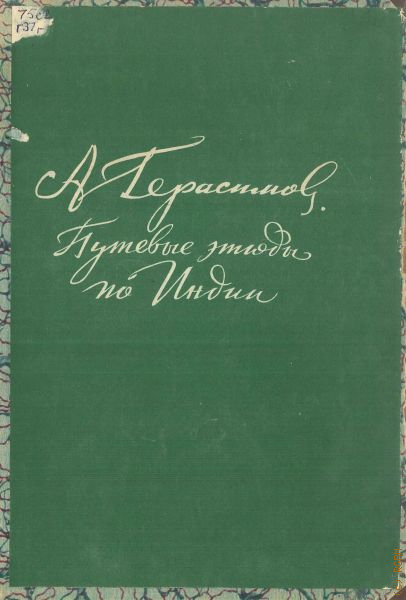 А Герасимов.
Путевые этюды
по Индии